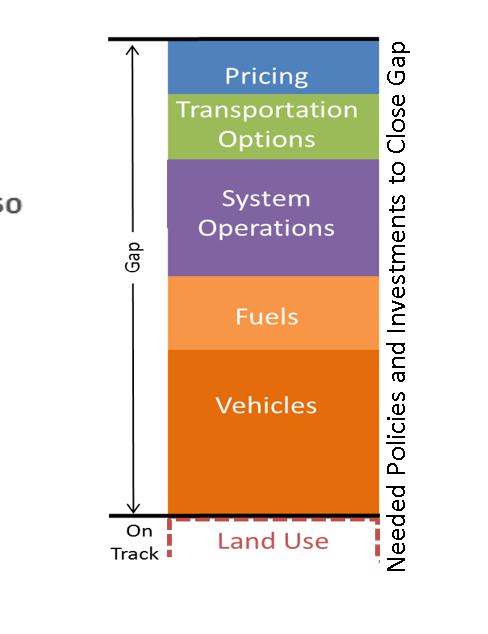 Pricing
Transportation
Options
System
Operations
Gap
Fuels
Vehicles
On
Track
Land Use
Needed Policies and Investments to Close Gap